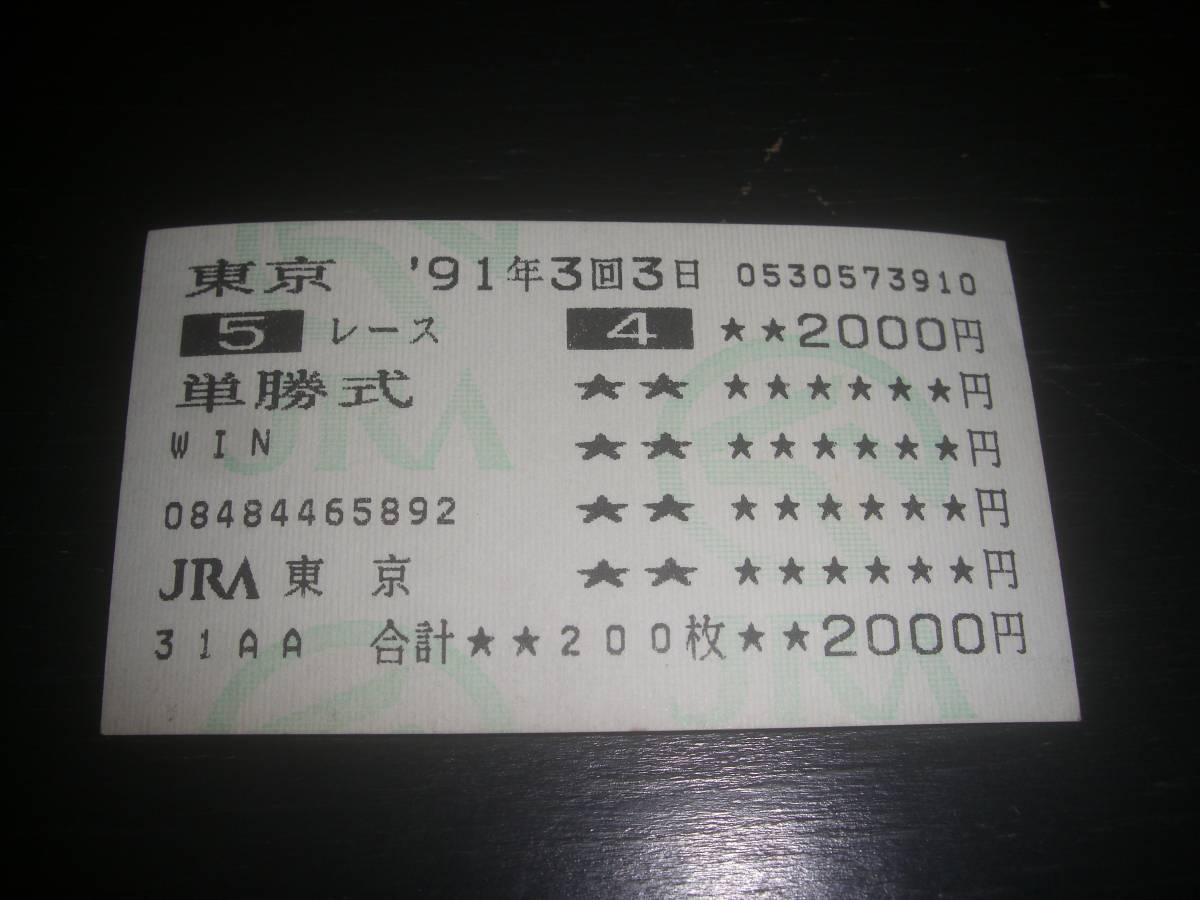 東京 '91年3回3日 0530573910
5 レース 4 ★★2000円
単勝式 ★★ ★★★★★★円
WIN ★★ ★★★★★★円
08484465892 ★★ ★★★★★★円
JRA 東 京 ★★ ★★★★★★円
31AA 合計★★200枚★★2000円